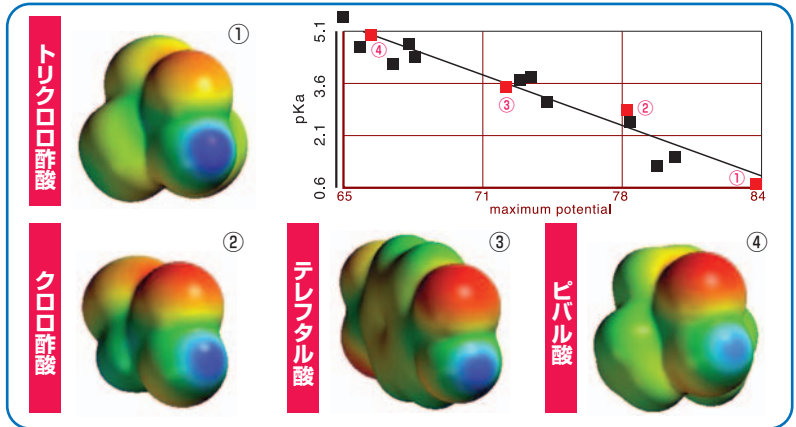 トリクロロ酢酸
①
pKa
5.1
3.6
2.1
0.6
④
③
②
①
65
71
78
84
maximum potential
クロロ酢酸
②
テレフタル酸
③
ピバル酸
④